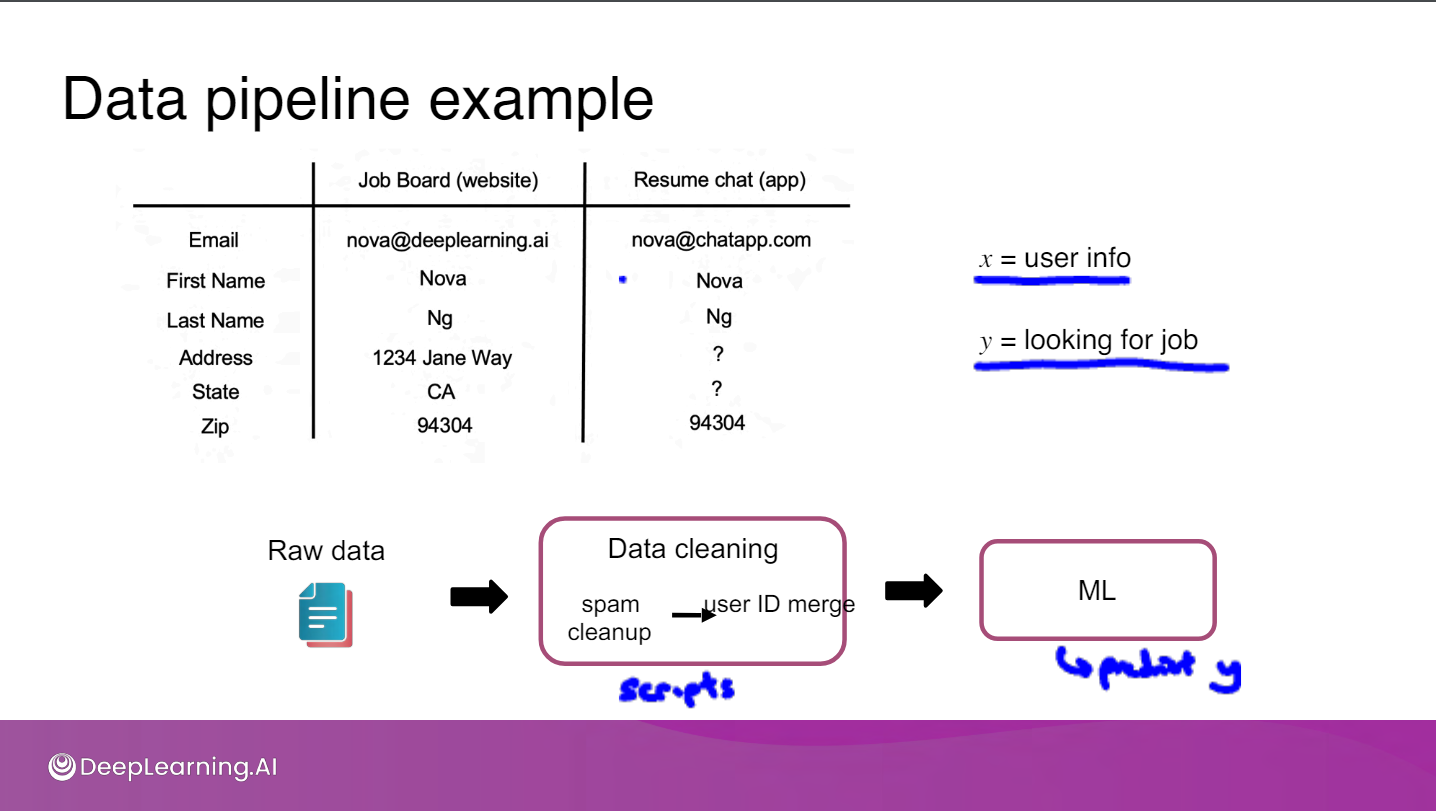 Data pipeline example
Job Board (website) Resume chat (app)
Email nova@deeplearning.ai nova@chatapp.com
First Name Nova Nova
Last Name Ng Ng
Address 1234 Jane Way ?
State CA ?
Zip 94304 94304
x = user info
y = looking for job
Raw data
Data cleaning
spam
cleanup
user ID merge
scripts
ML
predict y
DeepLearning.AI